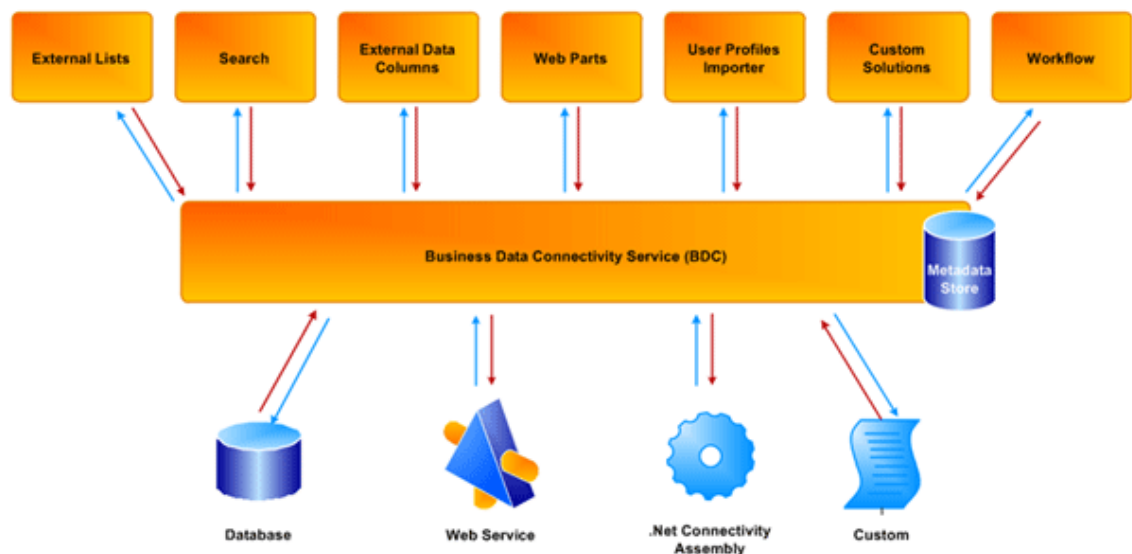 External Lists
Search
External Data
Columns
Web Parts
User Profiles
Importer
Custom
Solutions
Workflow
Business Data Connectivity Service (BDC)
Metadata
Store
Database
Web Service
.Net Connectivity
Assembly
Custom